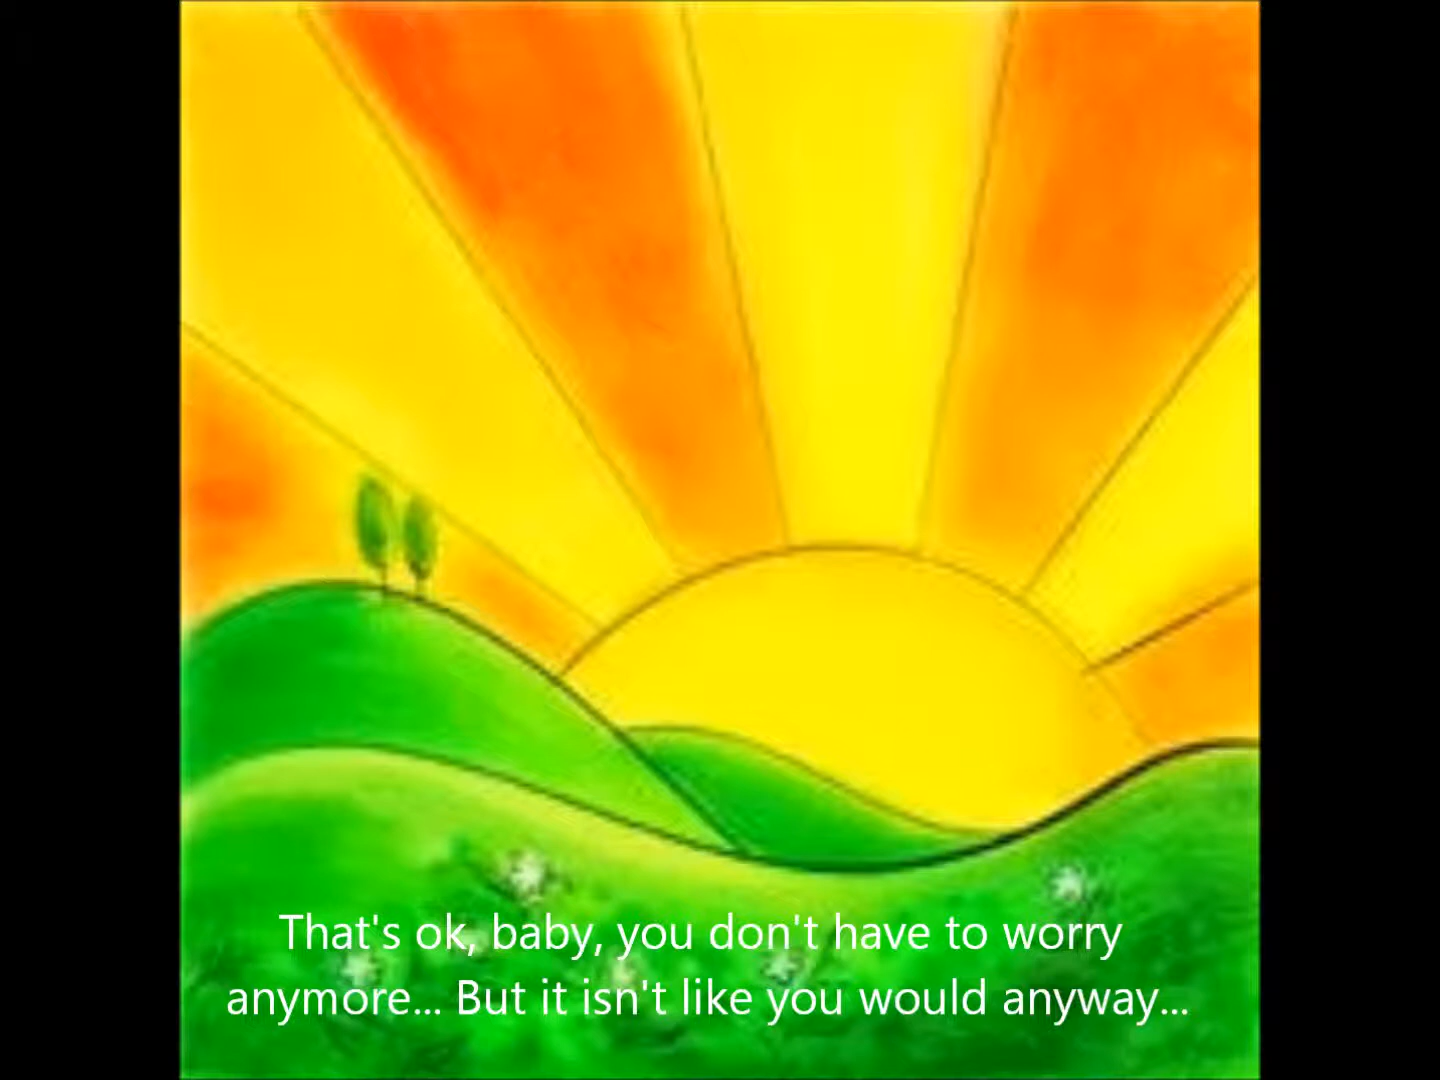 That's ok, baby, you don't have to worry
anymore... But it isn't like you would anyway...